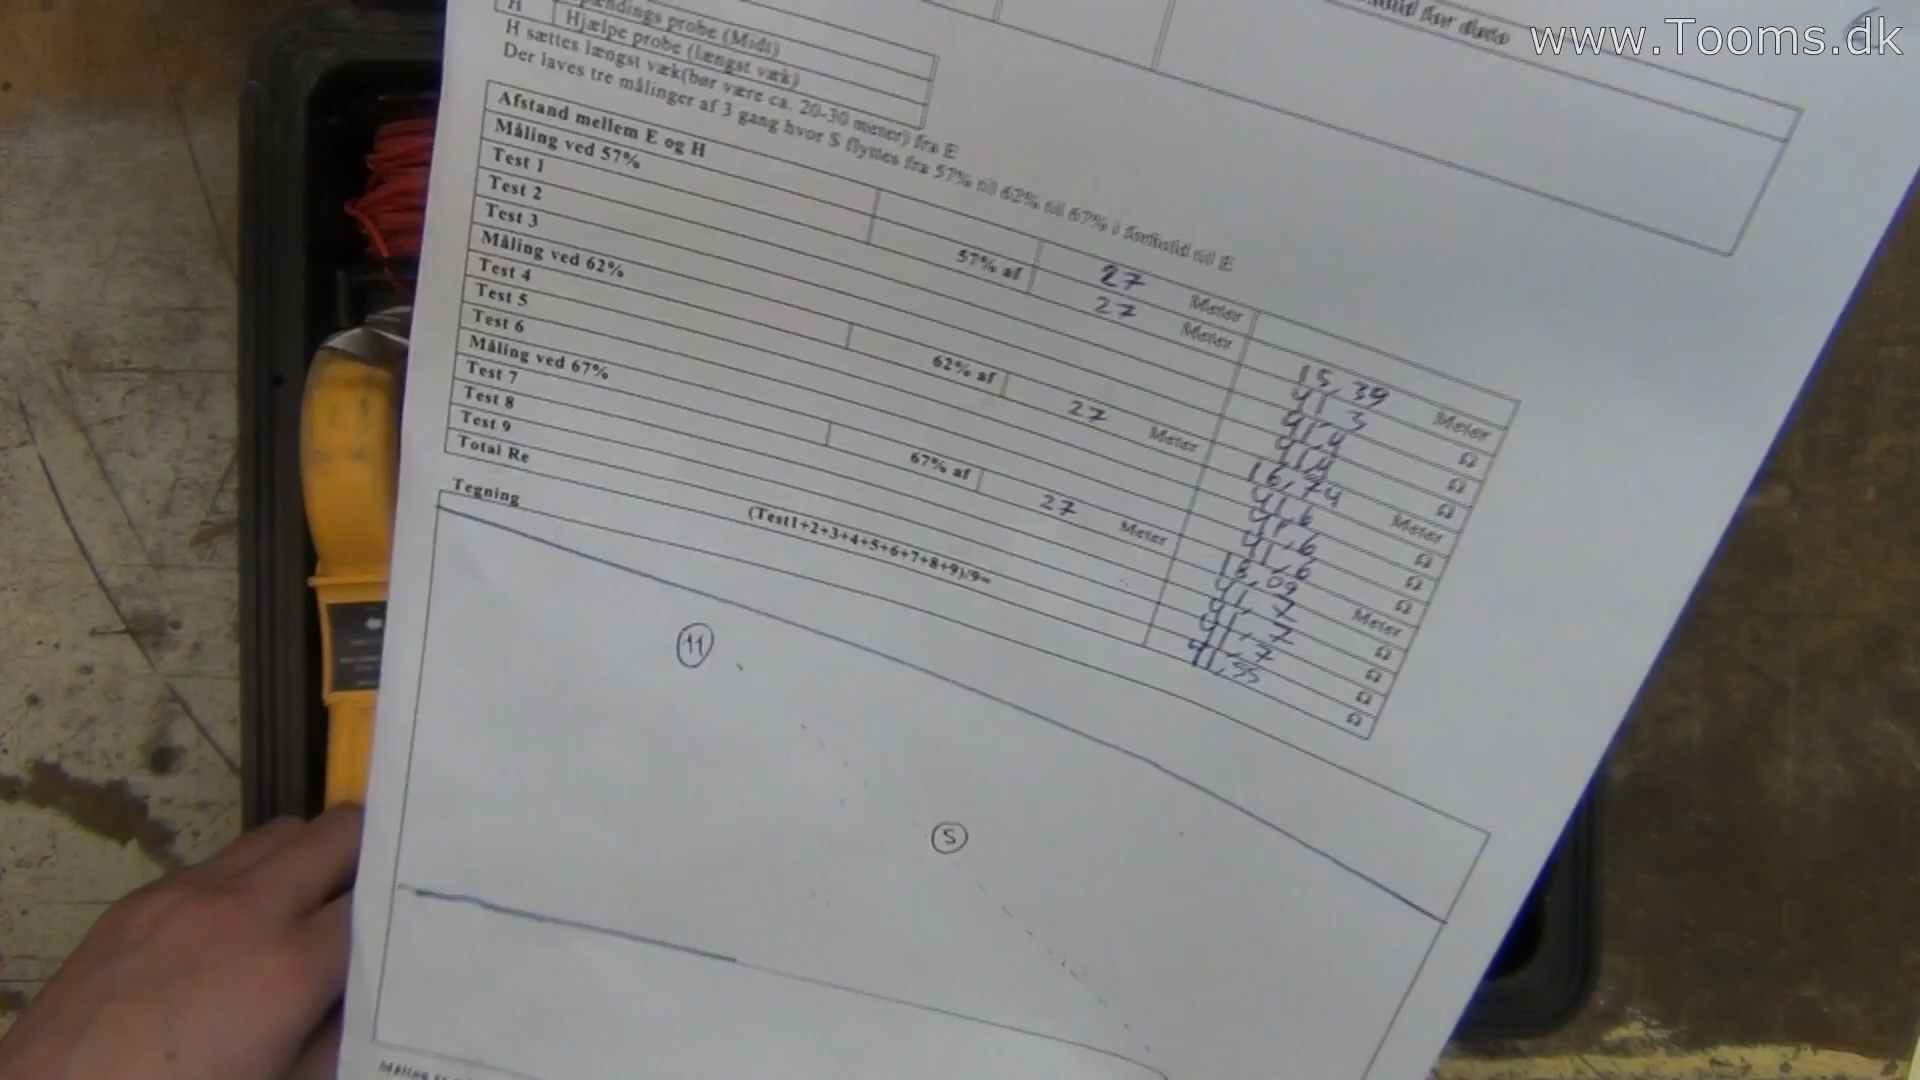 www.Tooms.dk
ændings probe (Midt)
H Hjælpe probe (længst væk)
H sættes længst væk(bør være ca. 20-30 meter) fra E
Der laves tre målinger af 3 gang hvor S flyttes fra 57% til 62% til 67% i forhold til E
Afstand mellem E og H 27 Meter
Måling ved 57% 57% af 27 Meter 15,39 Meter
Test 1 41,3 Ω
Test 2 41,4 Ω
Test 3 41,4 Ω
Måling ved 62% 62% af 27 Meter 16,74 Meter
Test 4 41,6 Ω
Test 5 41,6 Ω
Test 6 41,6 Ω
Måling ved 67% 67% af 27 Meter 18,09 Meter
Test 7 41,7 Ω
Test 8 41,7 Ω
Test 9 41,7 Ω
Total Re (Test1+2+3+4+5+6+7+8+9)/9= 41,55 Ω
Tegning
S